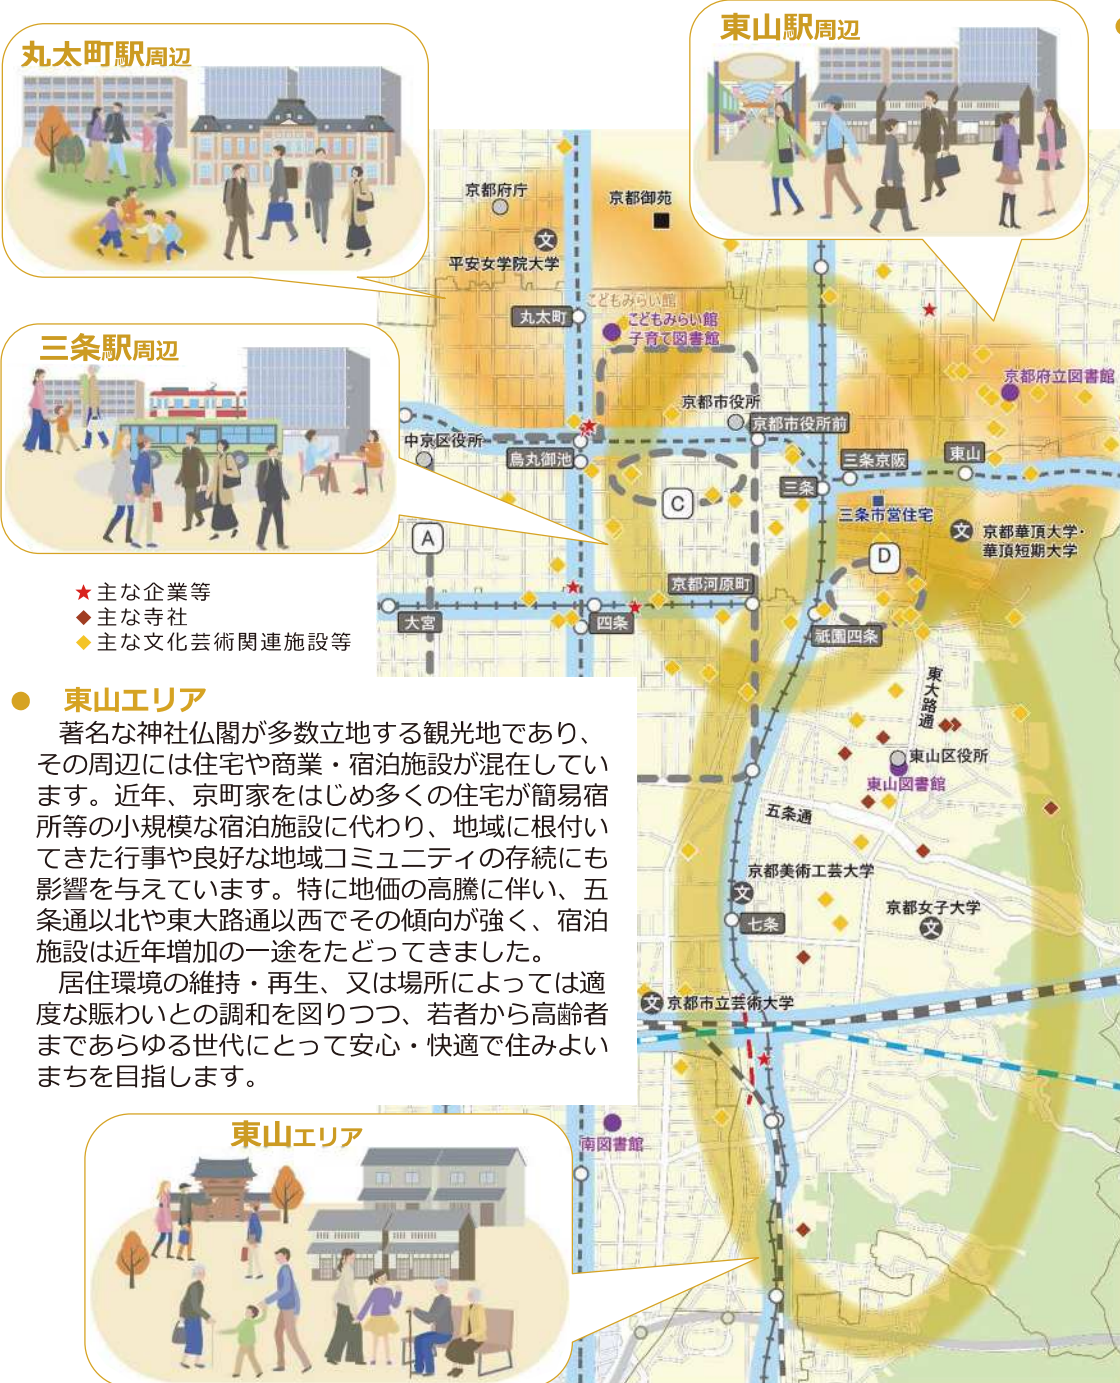 丸太町駅周辺
東山駅周辺
三条駅周辺
京都府庁
京都御苑
平安女学院大学
文
丸太町
こどもみらい館
こどもみらい館
子育て図書館
京都府立図書館
京都市役所
京都市役所前
中京区役所
烏丸御池
三条京阪
東山
三条
C
三条市営住宅
文
京都華頂大学・
華頂短期大学
A
D
京都河原町
大宮
四条
祇園四条
★主な企業等
◆主な寺社
◆主な文化芸術関連施設等
東大路通
東山区役所
東山図書館
五条通
京都美術工芸大学
文
京都女子大学
文
七条
文
京都市立芸術大学
南図書館
● 東山エリア
著名な神社仏閣が多数立地する観光地であり、
その周辺には住宅や商業・宿泊施設が混在してい
ます。近年、京町家をはじめ多くの住宅が簡易宿
所等の小規模な宿泊施設に代わり、地域に根付い
てきた行事や良好な地域コミュニティの存続にも
影響を与えています。特に地価の高騰に伴い、五
条通以北や東大路通以西でその傾向が強く、宿泊
施設は近年増加の一途をたどってきました。
居住環境の維持・再生、又は場所によっては適
度な賑わいとの調和を図りつつ、若者から高齢者
まであらゆる世代にとって安心・快適で住みよい
まちを目指します。
東山エリア